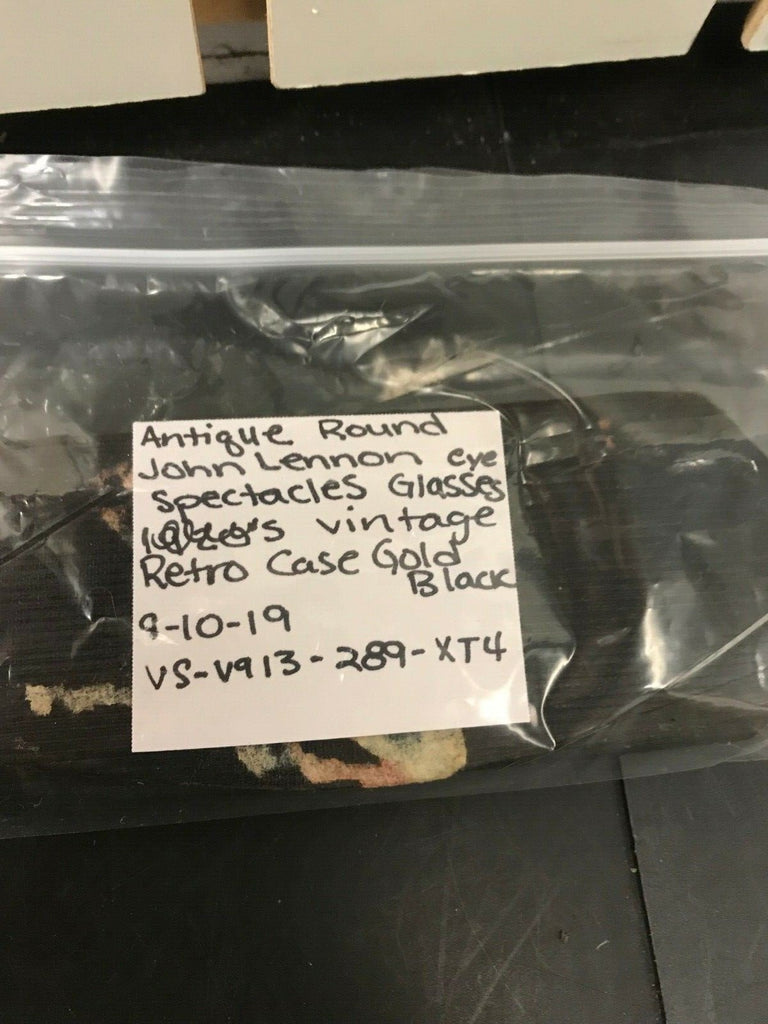 Antique Round
John Lennon eye
Spectacles Glasses
vintage
Retro Case Gold
Black
9-10-19
VS-V913-289-XT4